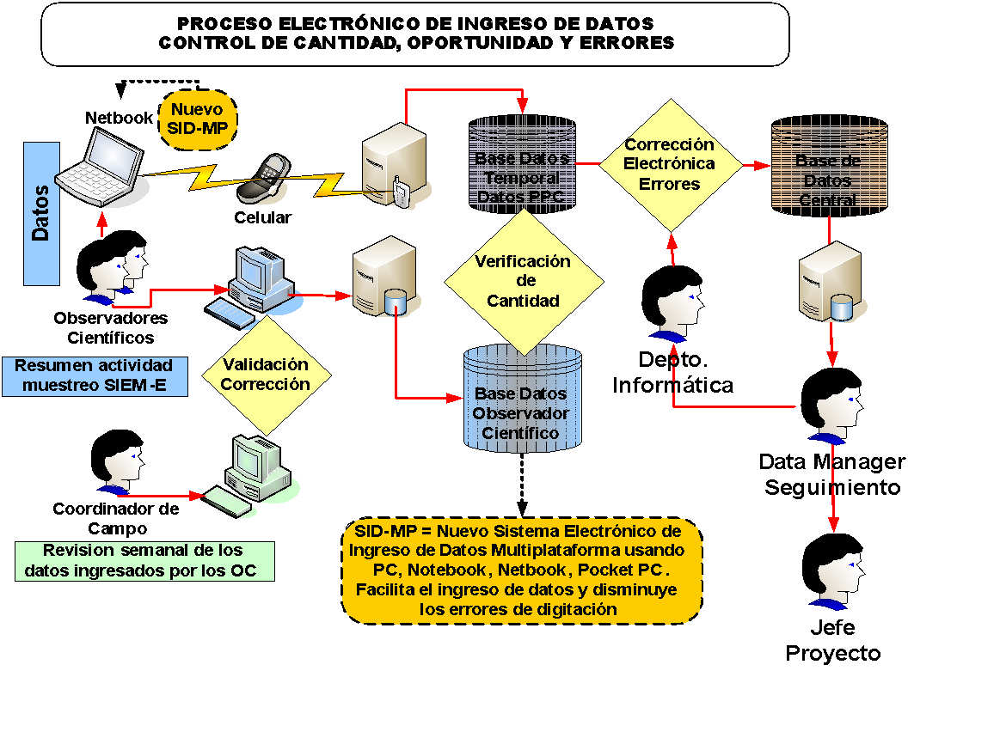 PROCESO ELECTRÓNICO DE INGRESO DE DATOS
CONTROL DE CANTIDAD, OPORTUNIDAD Y ERRORES
Netbook
Nuevo
SID-MP
Datos
Celular
Base Datos
Temporal
Datos PPC
Corrección
Electrónica
Errores
Base de
Datos
Central
Observadores
Científicos
Verificación
de
Cantidad
Resumen actividad
muestreo SIEM-E
Validación
Corrección
Base Datos
Observador
Científico
Depto.
Informática
Data Manager
Seguimiento
Coordinador de
Campo
Revision semanal de los
datos ingresados por los OC
SID-MP = Nuevo Sistema Electrónico de
Ingreso de Datos Multiplataforma usando
PC, Notebook, Netbook, Pocket PC.
Facilita el ingreso de datos y disminuye
los errores de digitación
Jefe
Proyecto